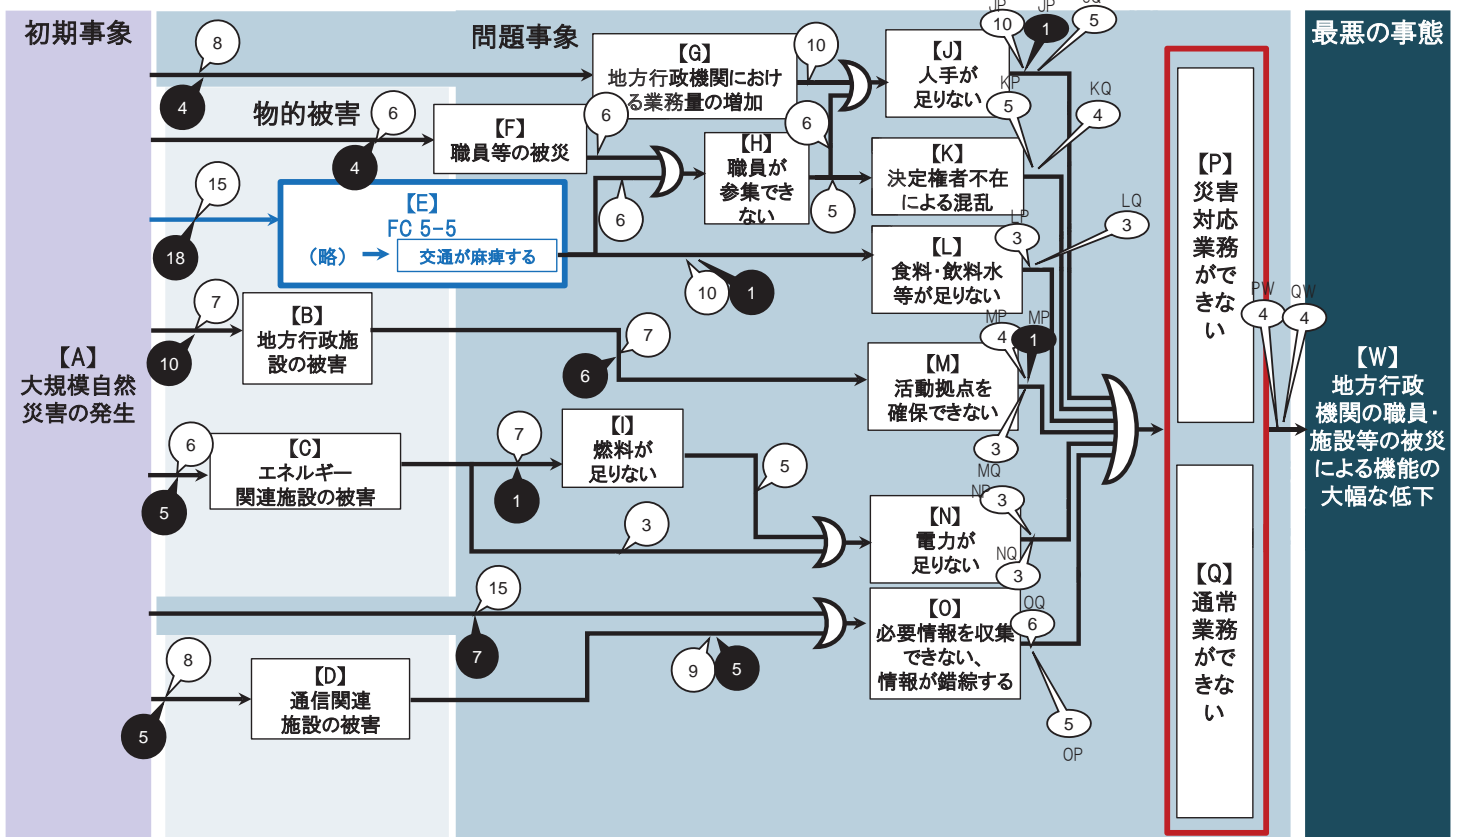 初期事象
問題事象
最悪の事態
物的被害
【A】
大規模自然
災害の発生
8
4
6
4
15
18
【E】
FC 5-5
(略)
交通が麻痺する
7
10
【B】
地方行政施
設の被害
6
5
【C】
エネルギー
関連施設の被害
8
5
【D】
通信関連
施設の被害
【F】
職員等の被災
6
6
【G】
地方行政機関におけ
る業務量の増加
10
【H】
職員が
参集でき
ない
6
5
10
1
7
6
7
1
【I】
燃料が
足りない
5
3
15
7
9
5
【J】
人手が
足りない
JP
10
JP
1
5
【K】
決定権者不在
による混乱
KP
5
KQ
4
【L】
食料・飲料水
等が足りない
LP
3
LQ
3
【M】
活動拠点を
確保できない
MP
4
MP
1
3
MQ
【N】
電力が
足りない
NP
3
NQ
3
【O】
必要情報を収集
できない、
情報が錯綜する
OQ
6
5
OP
【P】
災害
対応
業務
がで
きな
い
【Q】
通常
業務
がで
きな
い
PW
4
QW
4
【W】
地方行政
機関の職員・
施設等の被災
による機能の
大幅な低下